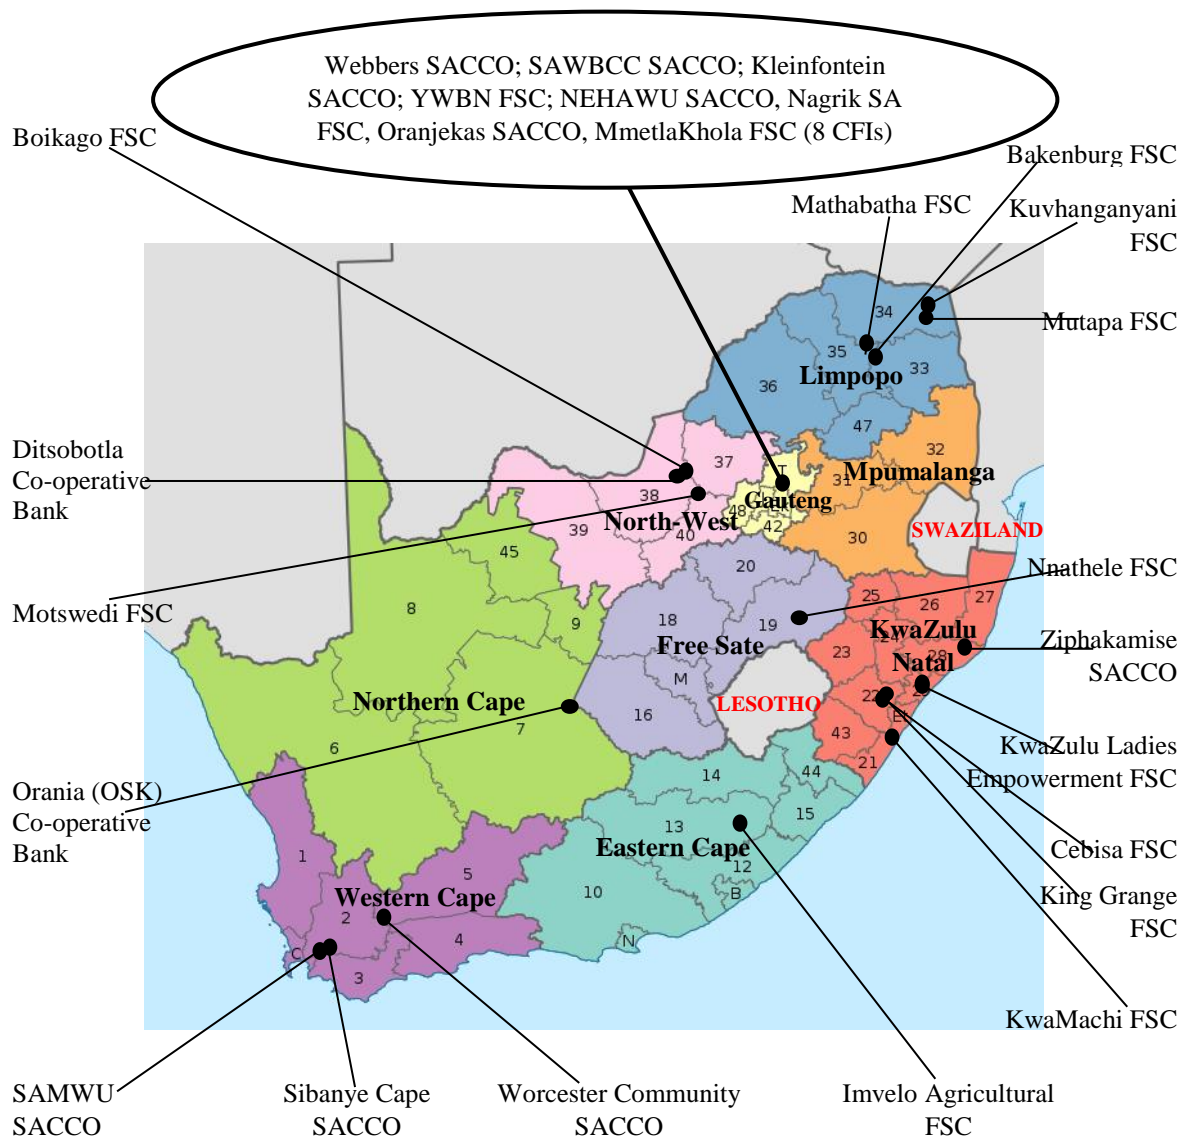 Webbers SACCO; SAWBCC SACCO; Kleinfontein
SACCO; YWBN FSC; NEHAWU SACCO, Nagrik SA
FSC, Oranjekas SACCO, MmetlaKhola FSC (8 CFIs)
Boikago FSC
Bakenburg FSC
Mathabatha FSC
Kuvhanganyani
FSC
Mutapa FSC
34
35
33
36
Limpopo
47
32
37
T
31
Mpumalanga
Ditsobotla
Co-operative
Bank
38
Gauteng
48
North-West
42
39
40
30
SWAZILAND
45
20
Nnathele FSC
Motswedi FSC
8
9
18
19
25
26
27
Free Sate
KwaZulu
24
23
28
Natal
Ziphakamise
SACCO
M
Northern Cape
LESOTHO
22
16
7
6
43
21
KwaZulu Ladies
Empowerment FSC
14
44
15
Orania (OSK)
Co-operative
Bank
13
Eastern Cape
12
Cebisa FSC
1
5
Western Cape
10
B
King Grange
FSC
2
4
N
C
3
KwaMachi FSC
SAMWU
SACCO
Sibanye Cape
SACCO
Worcester Community
SACCO
Imvelo Agricultural
FSC